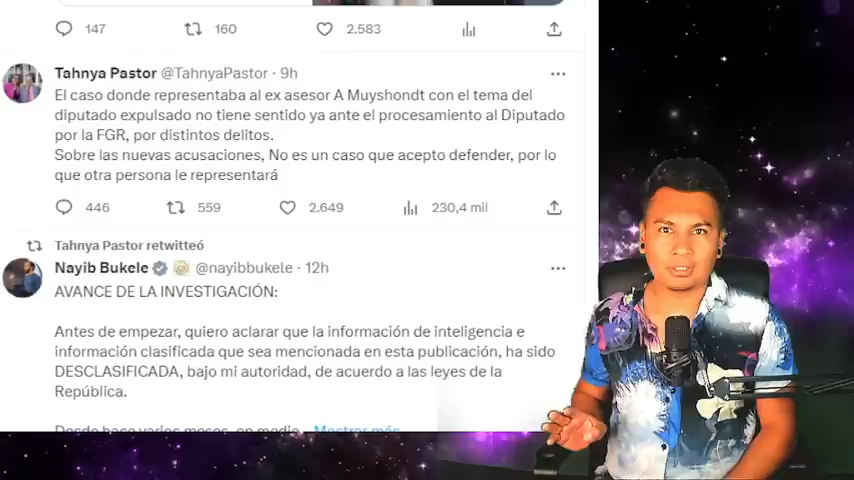 147 160 2.583
Tahnya Pastor @TahnyaPastor · 9h
El caso donde representaba al ex asesor A Muyshondt con el tema del
diputado expulsado no tiene sentido ya ante el procesamiento al Diputado
por la FGR, por distintos delitos.
Sobre las nuevas acusaciones, No es un caso que acepto defender, por lo
que otra persona le representará
446 559 2.649 230,4 mil
Tahnya Pastor retwitteó
Nayib Bukele @nayibbukele · 12h
AVANCE DE LA INVESTIGACIÓN:
Antes de empezar, quiero aclarar que la información de inteligencia e
información clasificada que sea mencionada en esta publicación, ha sido
DESCLASIFICADA, bajo mi autoridad, de acuerdo a las leyes de la
República.
Desde hace varios meses, en medio Mostrar más